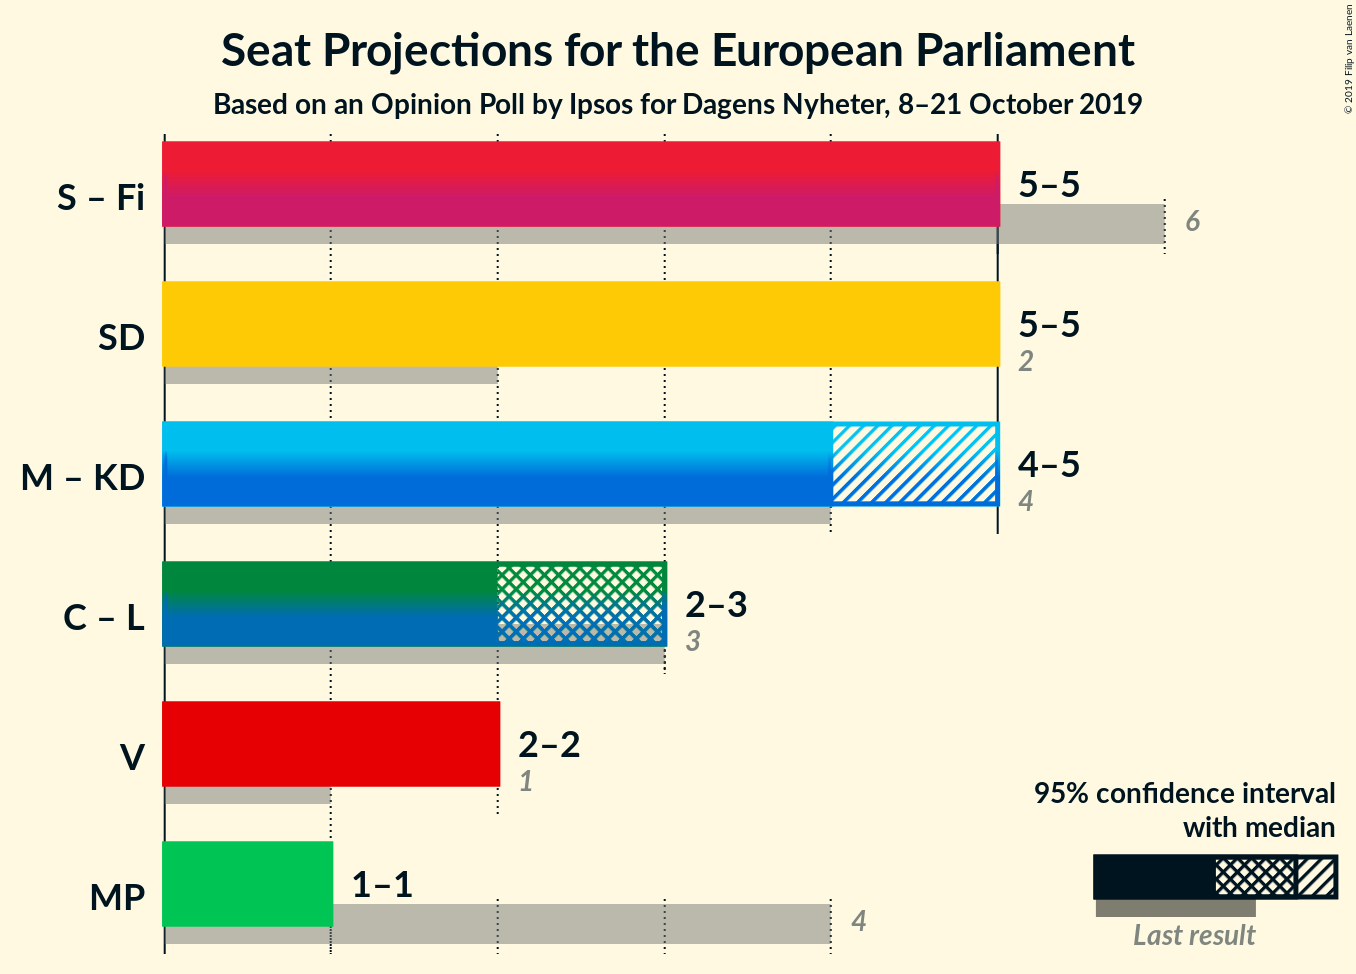 Seat Projections for the European Parliament
Based on an Opinion Poll by Ipsos for Dagens Nyheter, 8–21 October 2019
© 2019 Filip van Laenen
S – Fi
5–5
6
SD
5–5
2
M – KD
4–5
4
C – L
2–3
3
V
2–2
1
MP
1–1
4
95% confidence interval
with median
Last result